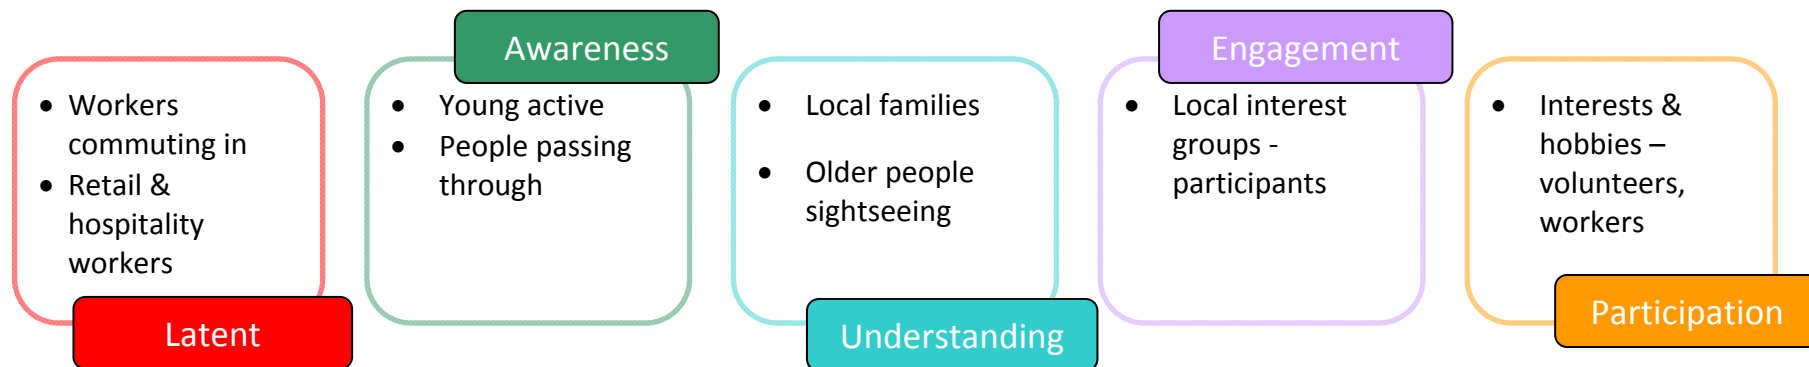 • Workers
commuting in
• Retail &
hospitality
workers
Latent
Awareness
• Young active
• People passing
through
• Local families
• Older people
sightseeing
Understanding
Engagement
• Local interest
groups -
participants
• Interests &
hobbies –
volunteers,
workers
Participation